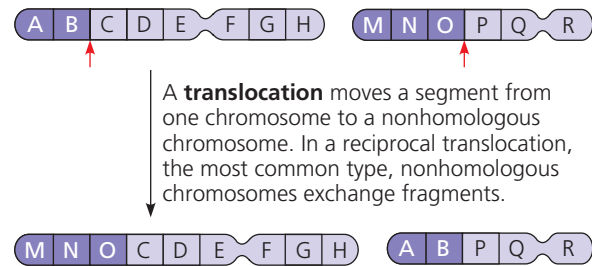 A B C D E F G H M N O P Q R
A translocation moves a segment from
one chromosome to a nonhomologous
chromosome. In a reciprocal translocation,
the most common type, nonhomologous
chromosomes exchange fragments.
M N O C D E F G H A B P Q R